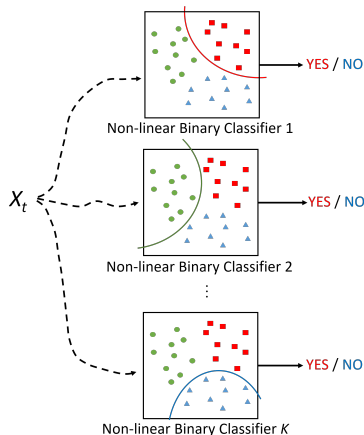 YES / NO
Non-linear Binary Classifier 1
X_t
YES / NO
Non-linear Binary Classifier 2
⋮
YES / NO
Non-linear Binary Classifier K